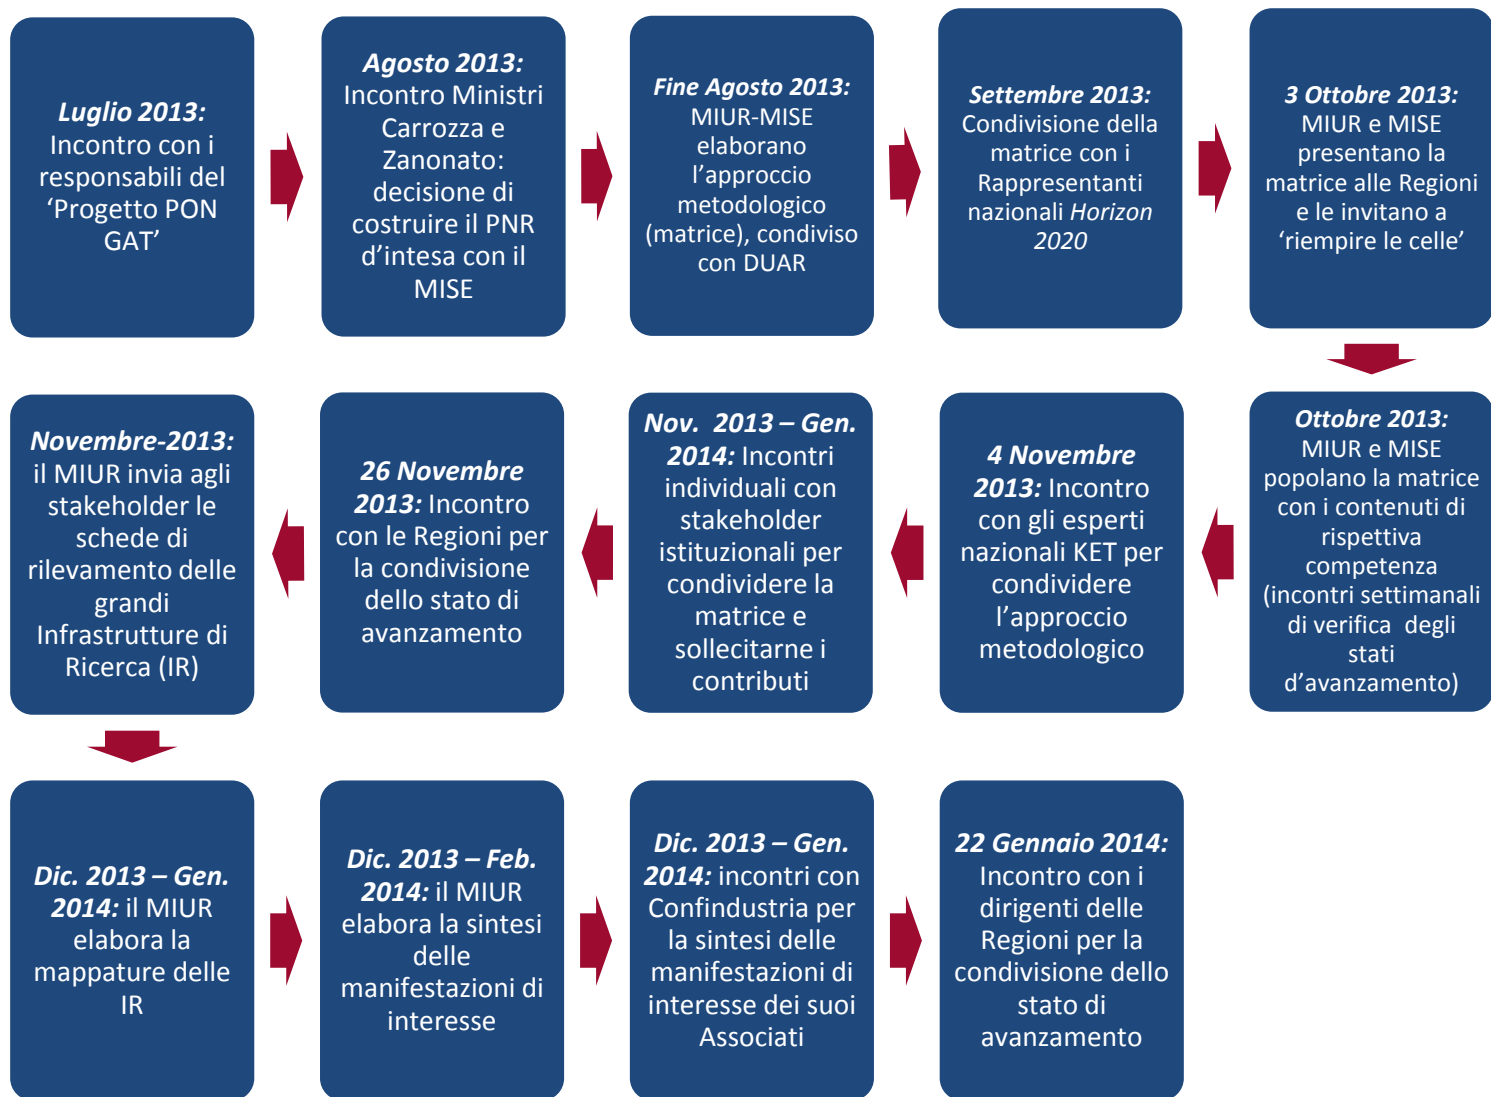 Luglio 2013:
Incontro con i
responsabili del
‘Progetto PON
GAT’
Agosto 2013:
Incontro Ministri
Carrozza e
Zanonato:
decisione di
costruire il PNR
d’intesa con il
MISE
Fine Agosto 2013:
MIUR-MISE
elaborano
l’approccio
metodologico
(matrice), condiviso
con DUAR
Settembre 2013:
Condivisione della
matrice con i
Rappresentanti
nazionali Horizon
2020
3 Ottobre 2013:
MIUR e MISE
presentano la
matrice alle Regioni
e le invitano a
‘riempire le celle’
Ottobre 2013:
MIUR e MISE
popolano la matrice
con i contenuti di
rispettiva
competenza
(incontri settimanali
di verifica degli
stati
d’avanzamento)
4 Novembre
2013: Incontro
con gli esperti
nazionali KET per
condividere
l’approccio
metodologico
Nov. 2013 – Gen.
2014: Incontri
individuali con
stakeholder
istituzionali per
condividere la
matrice e
sollecitarne i
contributi
26 Novembre
2013: Incontro
con le Regioni per
la condivisione
dello stato di
avanzamento
Novembre-2013:
il MIUR invia agli
stakeholder le
schede di
rilevamento delle
grandi
Infrastrutture di
Ricerca (IR)
Dic. 2013 – Gen.
2014: il MIUR
elabora la
mappature delle
IR
Dic. 2013 – Feb.
2014: il MIUR
elabora la sintesi
delle
manifestazioni di
interesse
Dic. 2013 – Gen.
2014: incontri con
Confindustria per
la sintesi delle
manifestazioni di
interesse dei suoi
Associati
22 Gennaio 2014:
Incontro con i
dirigenti delle
Regioni per la
condivisione dello
stato di
avanzamento